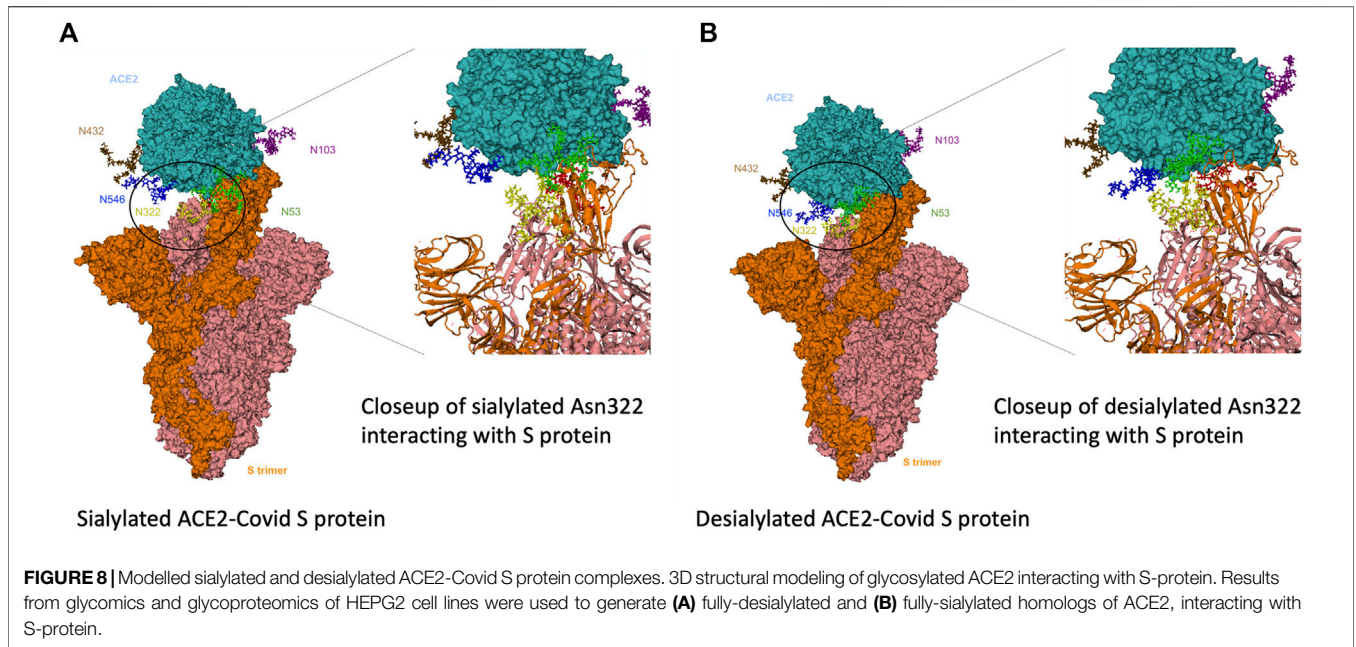 A
ACE2
N432
N103
N546
N322
N53
S trimer
Closeup of sialylated Asn322
interacting with S protein
Sialylated ACE2-Covid S protein
B
ACE2
N432
N103
N546
N322
N53
S trimer
Closeup of desialylated Asn322
interacting with S protein
Desialylated ACE2-Covid S protein
FIGURE 8 | Modelled sialylated and desialylated ACE2-Covid S protein complexes. 3D structural modeling of glycosylated ACE2 interacting with S-protein. Results
from glycomics and glycoproteomics of HEPG2 cell lines were used to generate (A) fully-desialylated and (B) fully-sialylated homologs of ACE2, interacting with
S-protein.